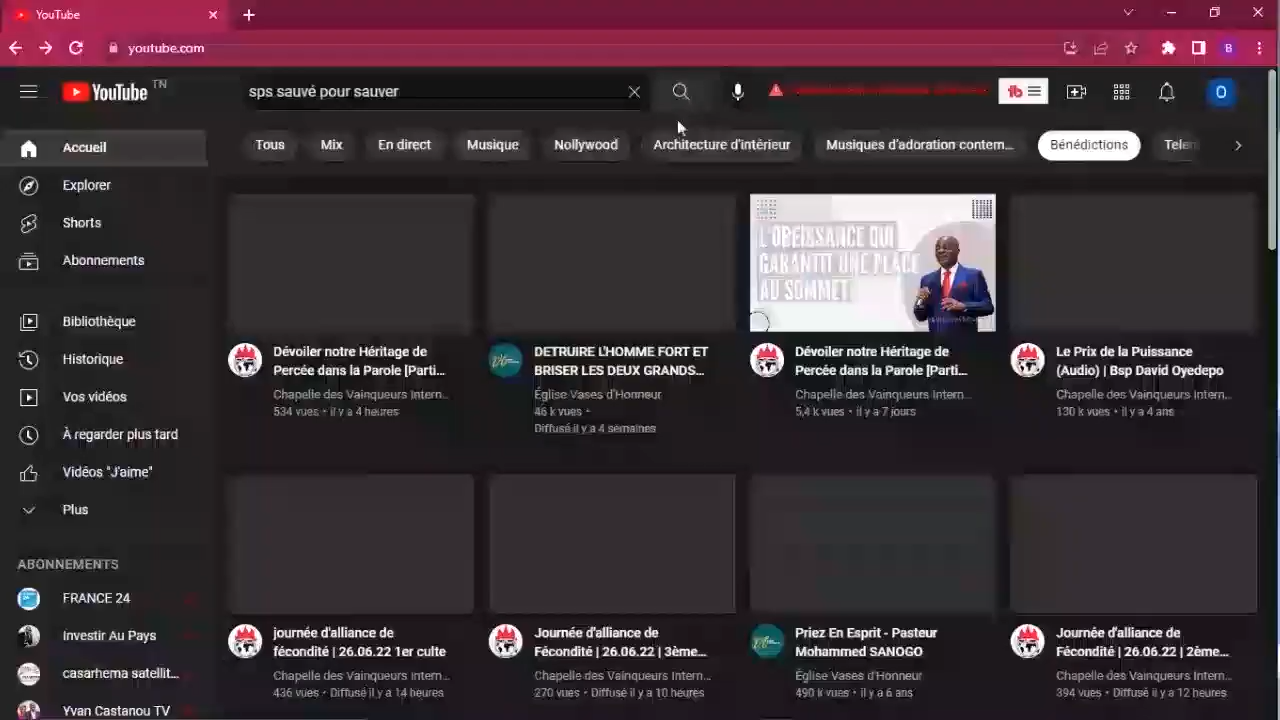 YouTube
youtube.com
B
YouTube TN
sps sauvé pour sauver
O
Accueil
Explorer
Shorts
Abonnements
Bibliothèque
Historique
Vos vidéos
À regarder plus tard
Vidéos "J'aime"
Plus
ABONNEMENTS
FRANCE 24
Investir Au Pays
casarhema satellit...
Yvan Castanou TV
Tous
Mix
En direct
Musique
Nollywood
Architecture d'intérieur
Musiques d'adoration contem...
Bénédictions
L'OBEISSANCE QUI
GARANTIT UNE PLACE
AU SOMMET
Dévoiler notre Héritage de
Percée dans la Parole [Parti...
Chapelle des Vainqueurs Intern...
534 vues • il y a 4 heures
DETRUIRE L'HOMME FORT ET
BRISER LES DEUX GRANDS...
Église Vases d'Honneur
46 k vues •
Diffusé il y a 4 semaines
Dévoiler notre Héritage de
Percée dans la Parole [Parti...
Chapelle des Vainqueurs Intern...
5,4 k vues • il y a 7 jours
Le Prix de la Puissance
(Audio) | Bsp David Oyedepo
Chapelle des Vainqueurs Intern...
130 k vues • il y a 4 ans
journée d'alliance de
fécondité | 26.06.22 1er culte
Chapelle des Vainqueurs Intern...
436 vues • Diffusé il y a 14 heures
Journée d'alliance de
Fécondité | 26.06.22 | 3ème...
Chapelle des Vainqueurs Intern...
270 vues • Diffusé il y a 10 heures
Priez En Esprit - Pasteur
Mohammed SANOGO
Église Vases d'Honneur
490 k vues • il y a 6 ans
Journée d'alliance de
Fécondité | 26.06.22 | 2ème...
Chapelle des Vainqueurs Intern...
394 vues • Diffusé il y a 12 heures